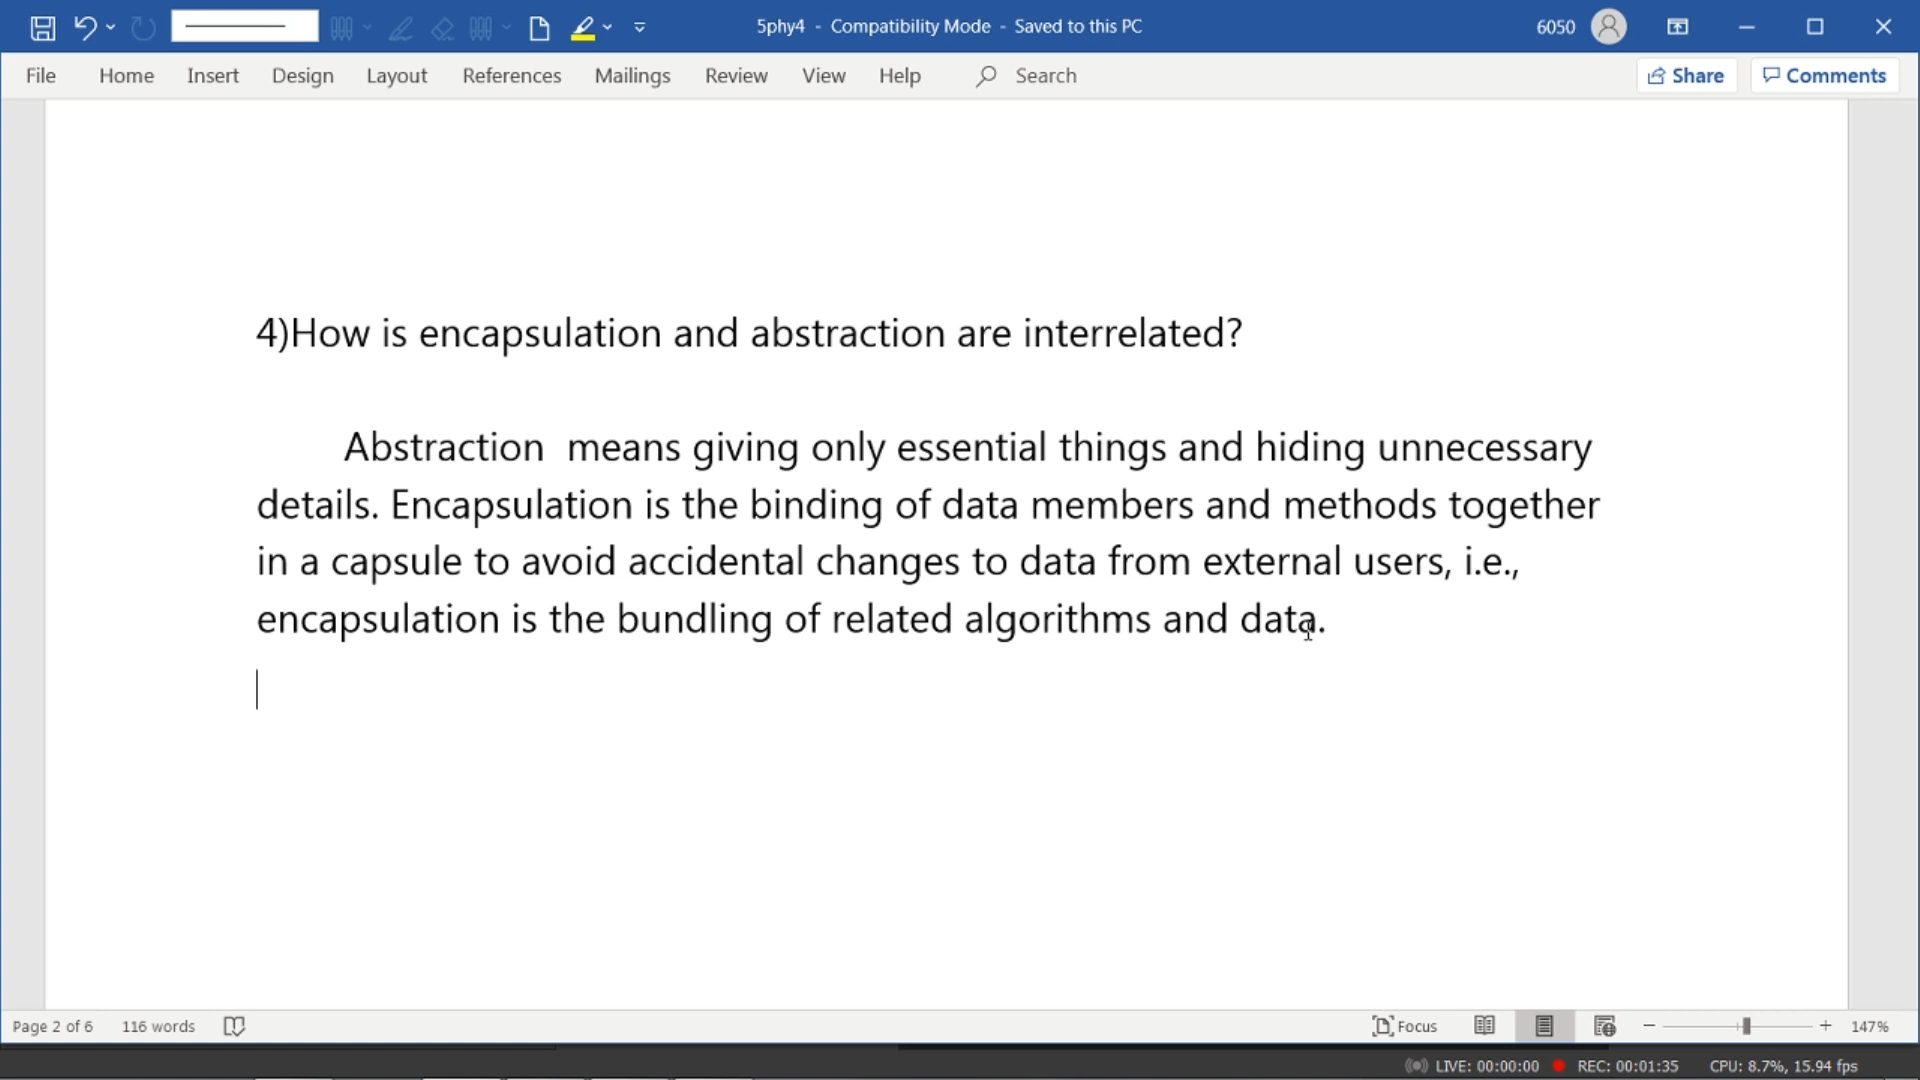 5phy4 - Compatibility Mode - Saved to this PC
6050
File Home Insert Design Layout References Mailings Review View Help Search Share Comments
4)How is encapsulation and abstraction are interrelated?
Abstraction  means giving only essential things and hiding unnecessary
details. Encapsulation is the binding of data members and methods together
in a capsule to avoid accidental changes to data from external users, i.e.,
encapsulation is the bundling of related algorithms and data.
Page 2 of 6 116 words Focus 147%
LIVE: 00:00:00 REC: 00:01:35 CPU: 8.7%, 15.94 fps